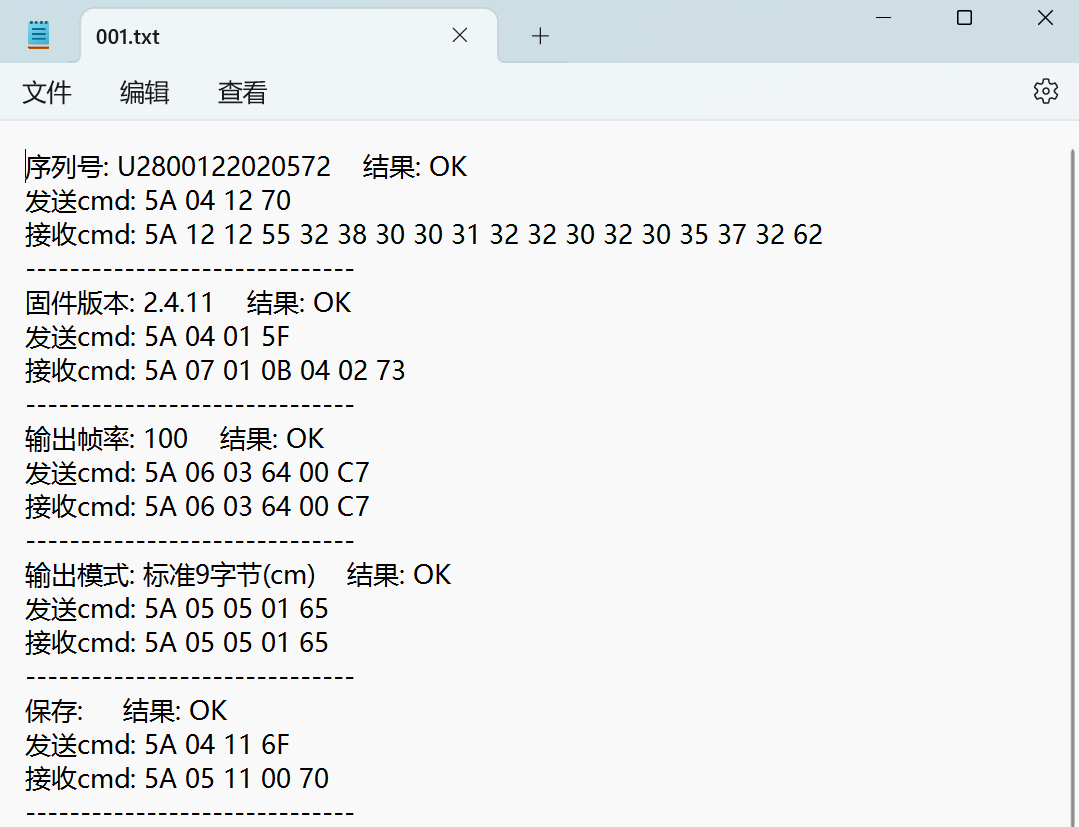 001.txt
文件 编辑 查看
序列号: U2800122020572 结果: OK
发送cmd: 5A 04 12 70
接收cmd: 5A 12 12 55 32 38 30 30 31 32 32 30 32 30 35 37 32 62
------------------------------
固件版本: 2.4.11 结果: OK
发送cmd: 5A 04 01 5F
接收cmd: 5A 07 01 0B 04 02 73
------------------------------
输出帧率: 100 结果: OK
发送cmd: 5A 06 03 64 00 C7
接收cmd: 5A 06 03 64 00 C7
------------------------------
输出模式: 标准9字节(cm) 结果: OK
发送cmd: 5A 05 05 01 65
接收cmd: 5A 05 05 01 65
------------------------------
保存: 结果: OK
发送cmd: 5A 04 11 6F
接收cmd: 5A 05 11 00 70
------------------------------